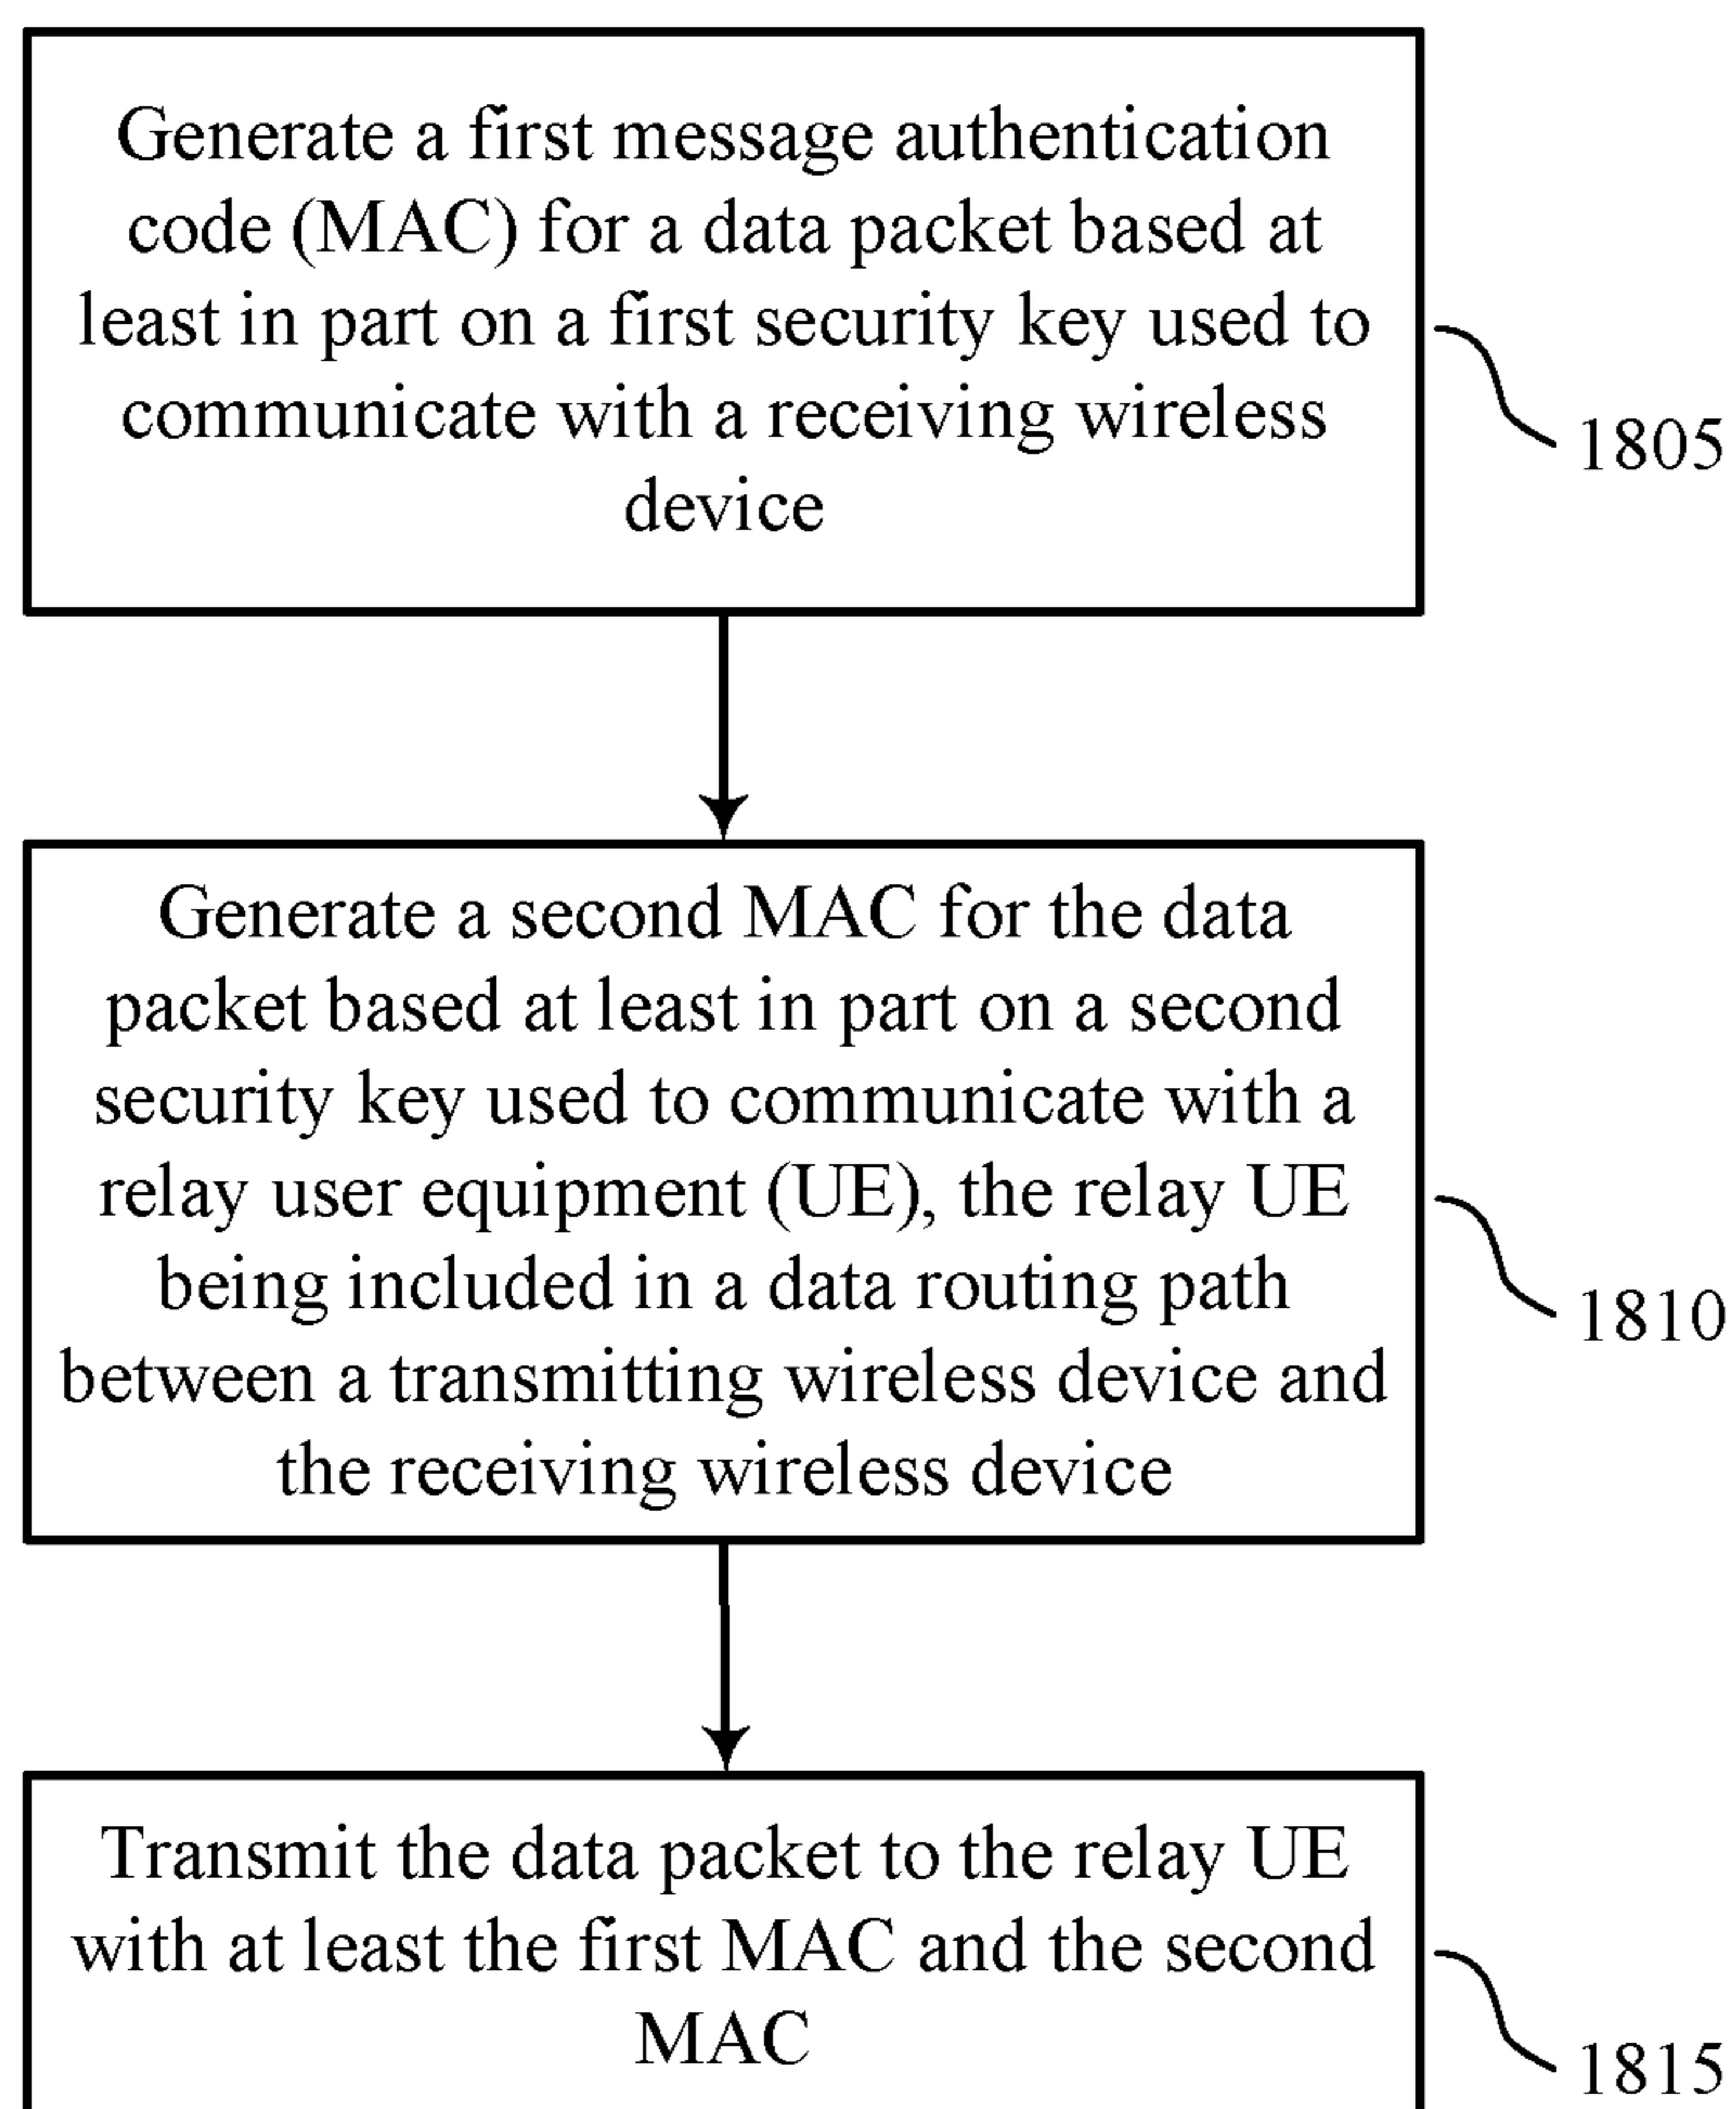 Generate a first message authentication
code (MAC) for a data packet based at
least in part on a first security key used to
communicate with a receiving wireless
device
1805
Generate a second MAC for the data
packet based at least in part on a second
security key used to communicate with a
relay user equipment (UE), the relay UE
being included in a data routing path
between a transmitting wireless device and
the receiving wireless device
1810
Transmit the data packet to the relay UE
with at least the first MAC and the second
MAC
1815